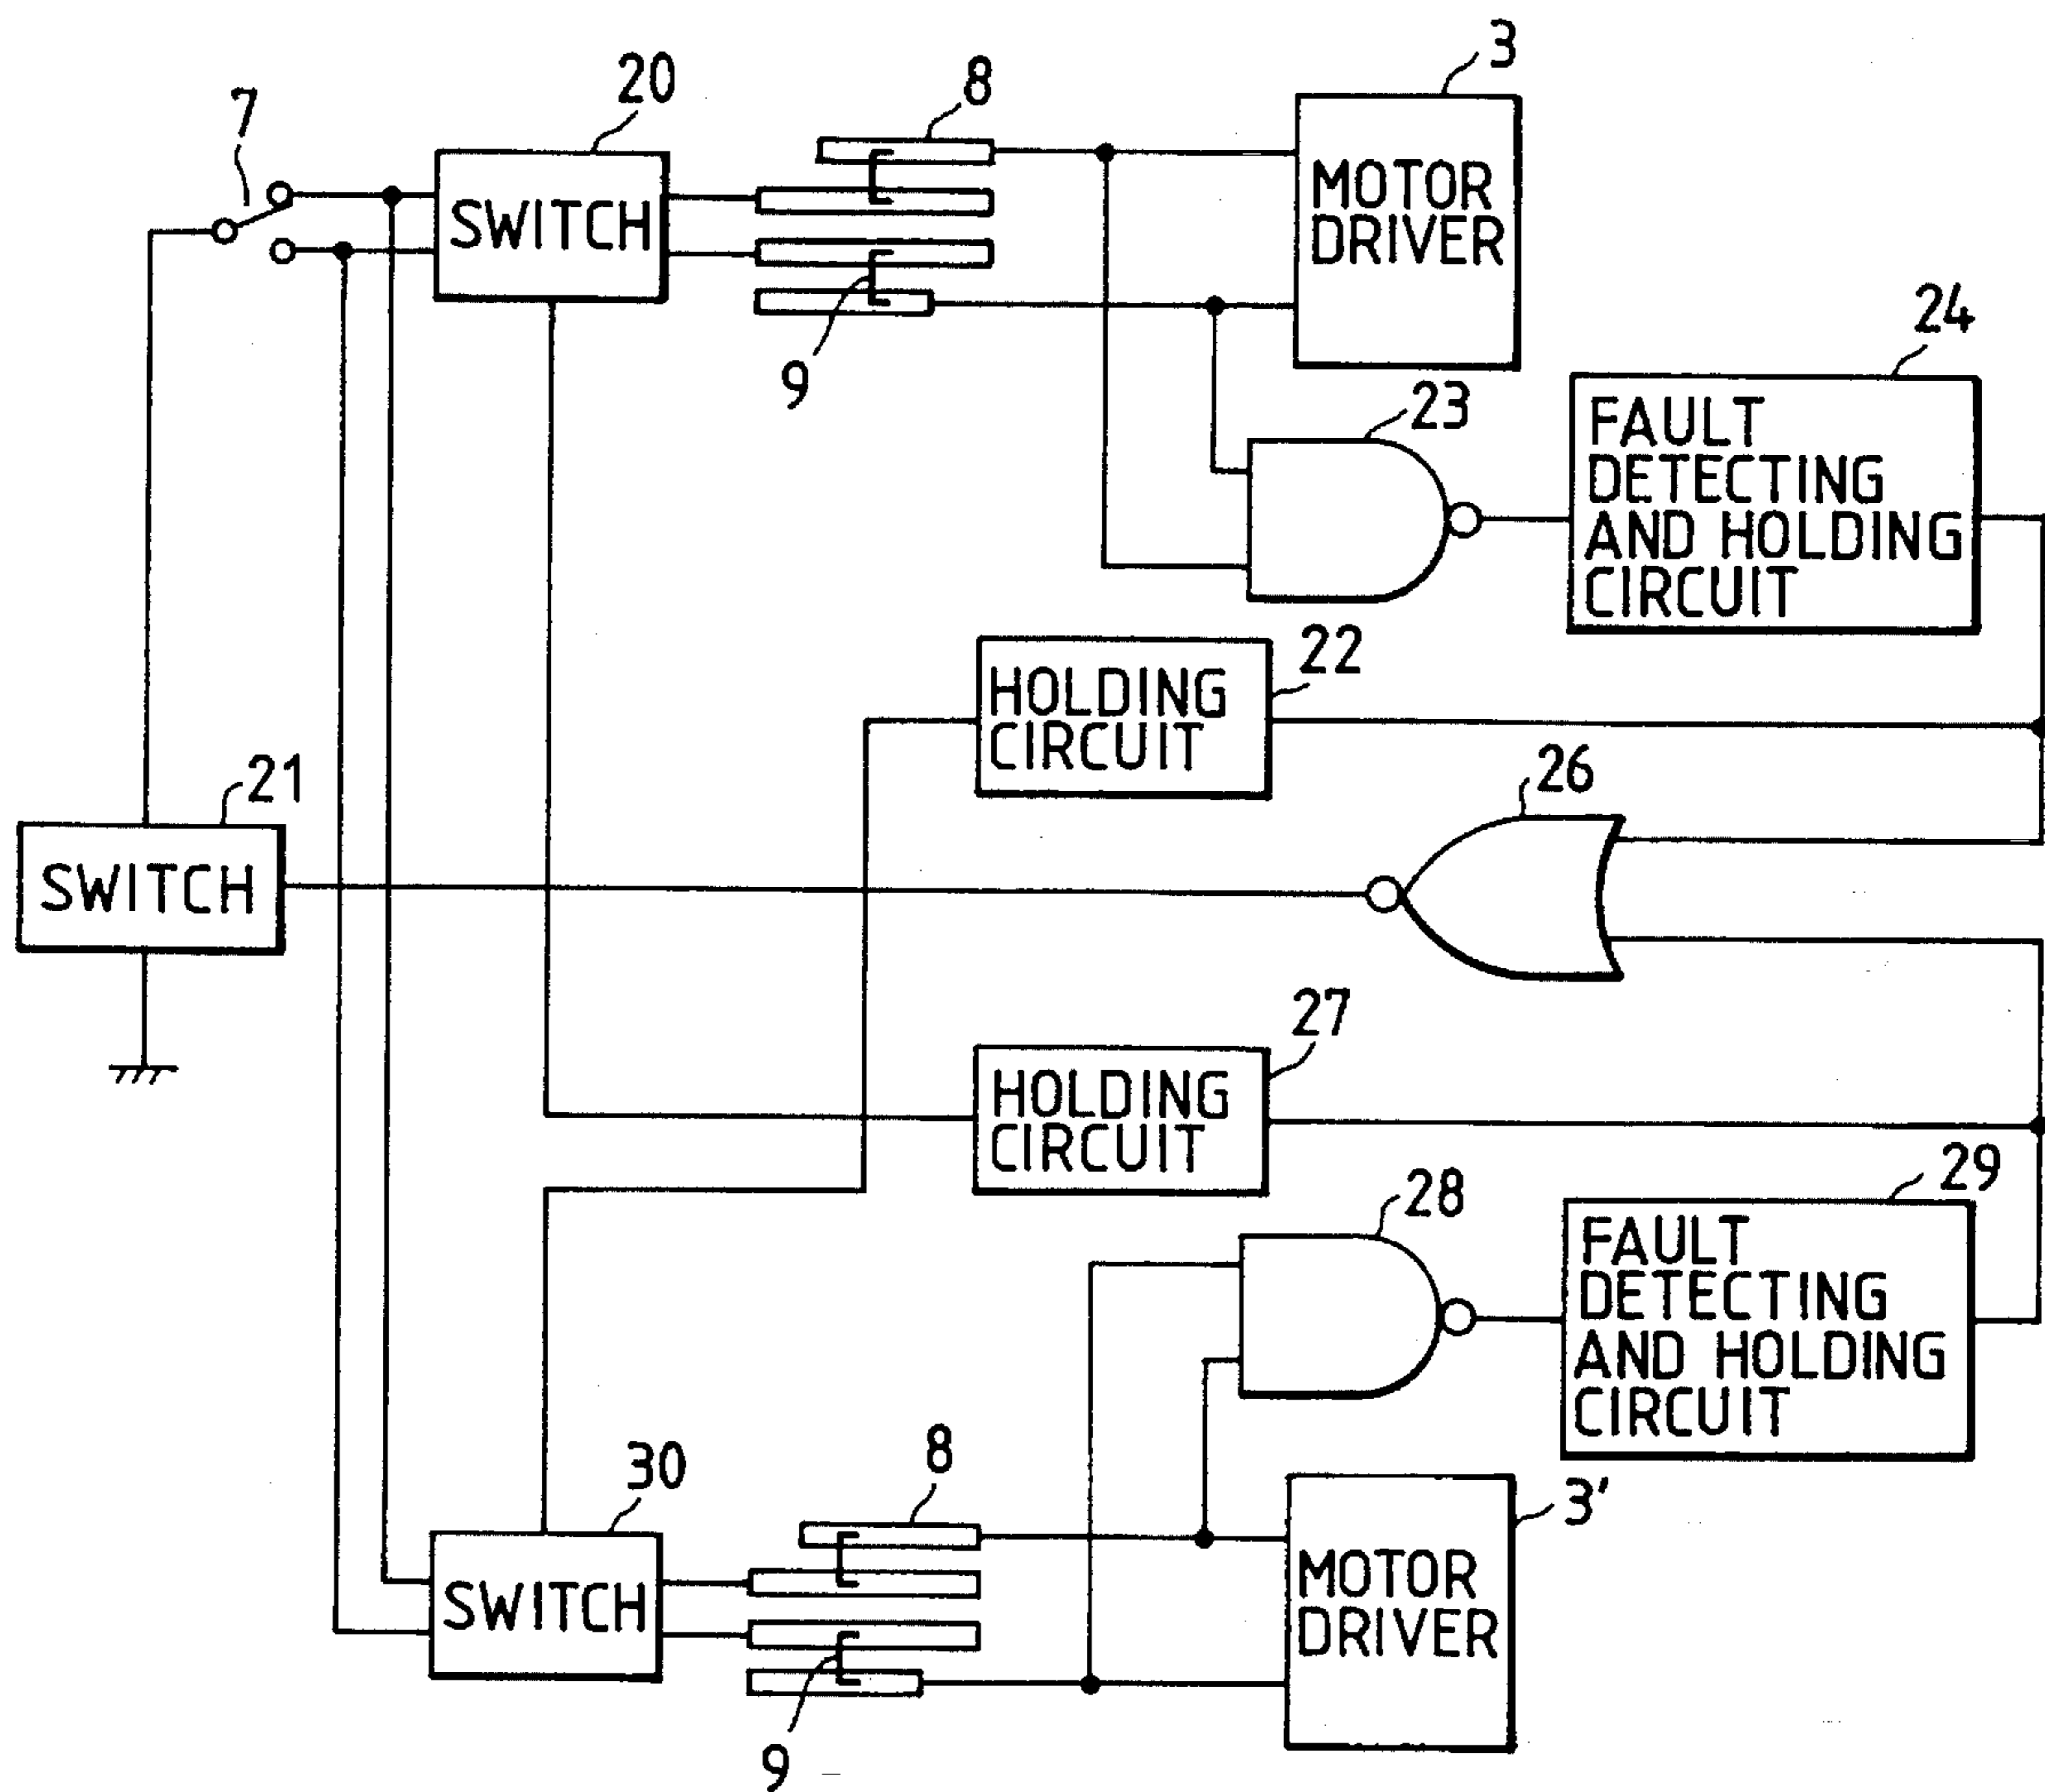 3
20
8
7
SWITCH
MOTOR
DRIVER
9
24
23
FAULT
DETECTING
AND HOLDING
CIRCUIT
22
HOLDING
CIRCUIT
21
26
SWITCH
27
HOLDING
CIRCUIT
29
28
FAULT
DETECTING
AND HOLDING
CIRCUIT
30
8
3'
SWITCH
MOTOR
DRIVER
9